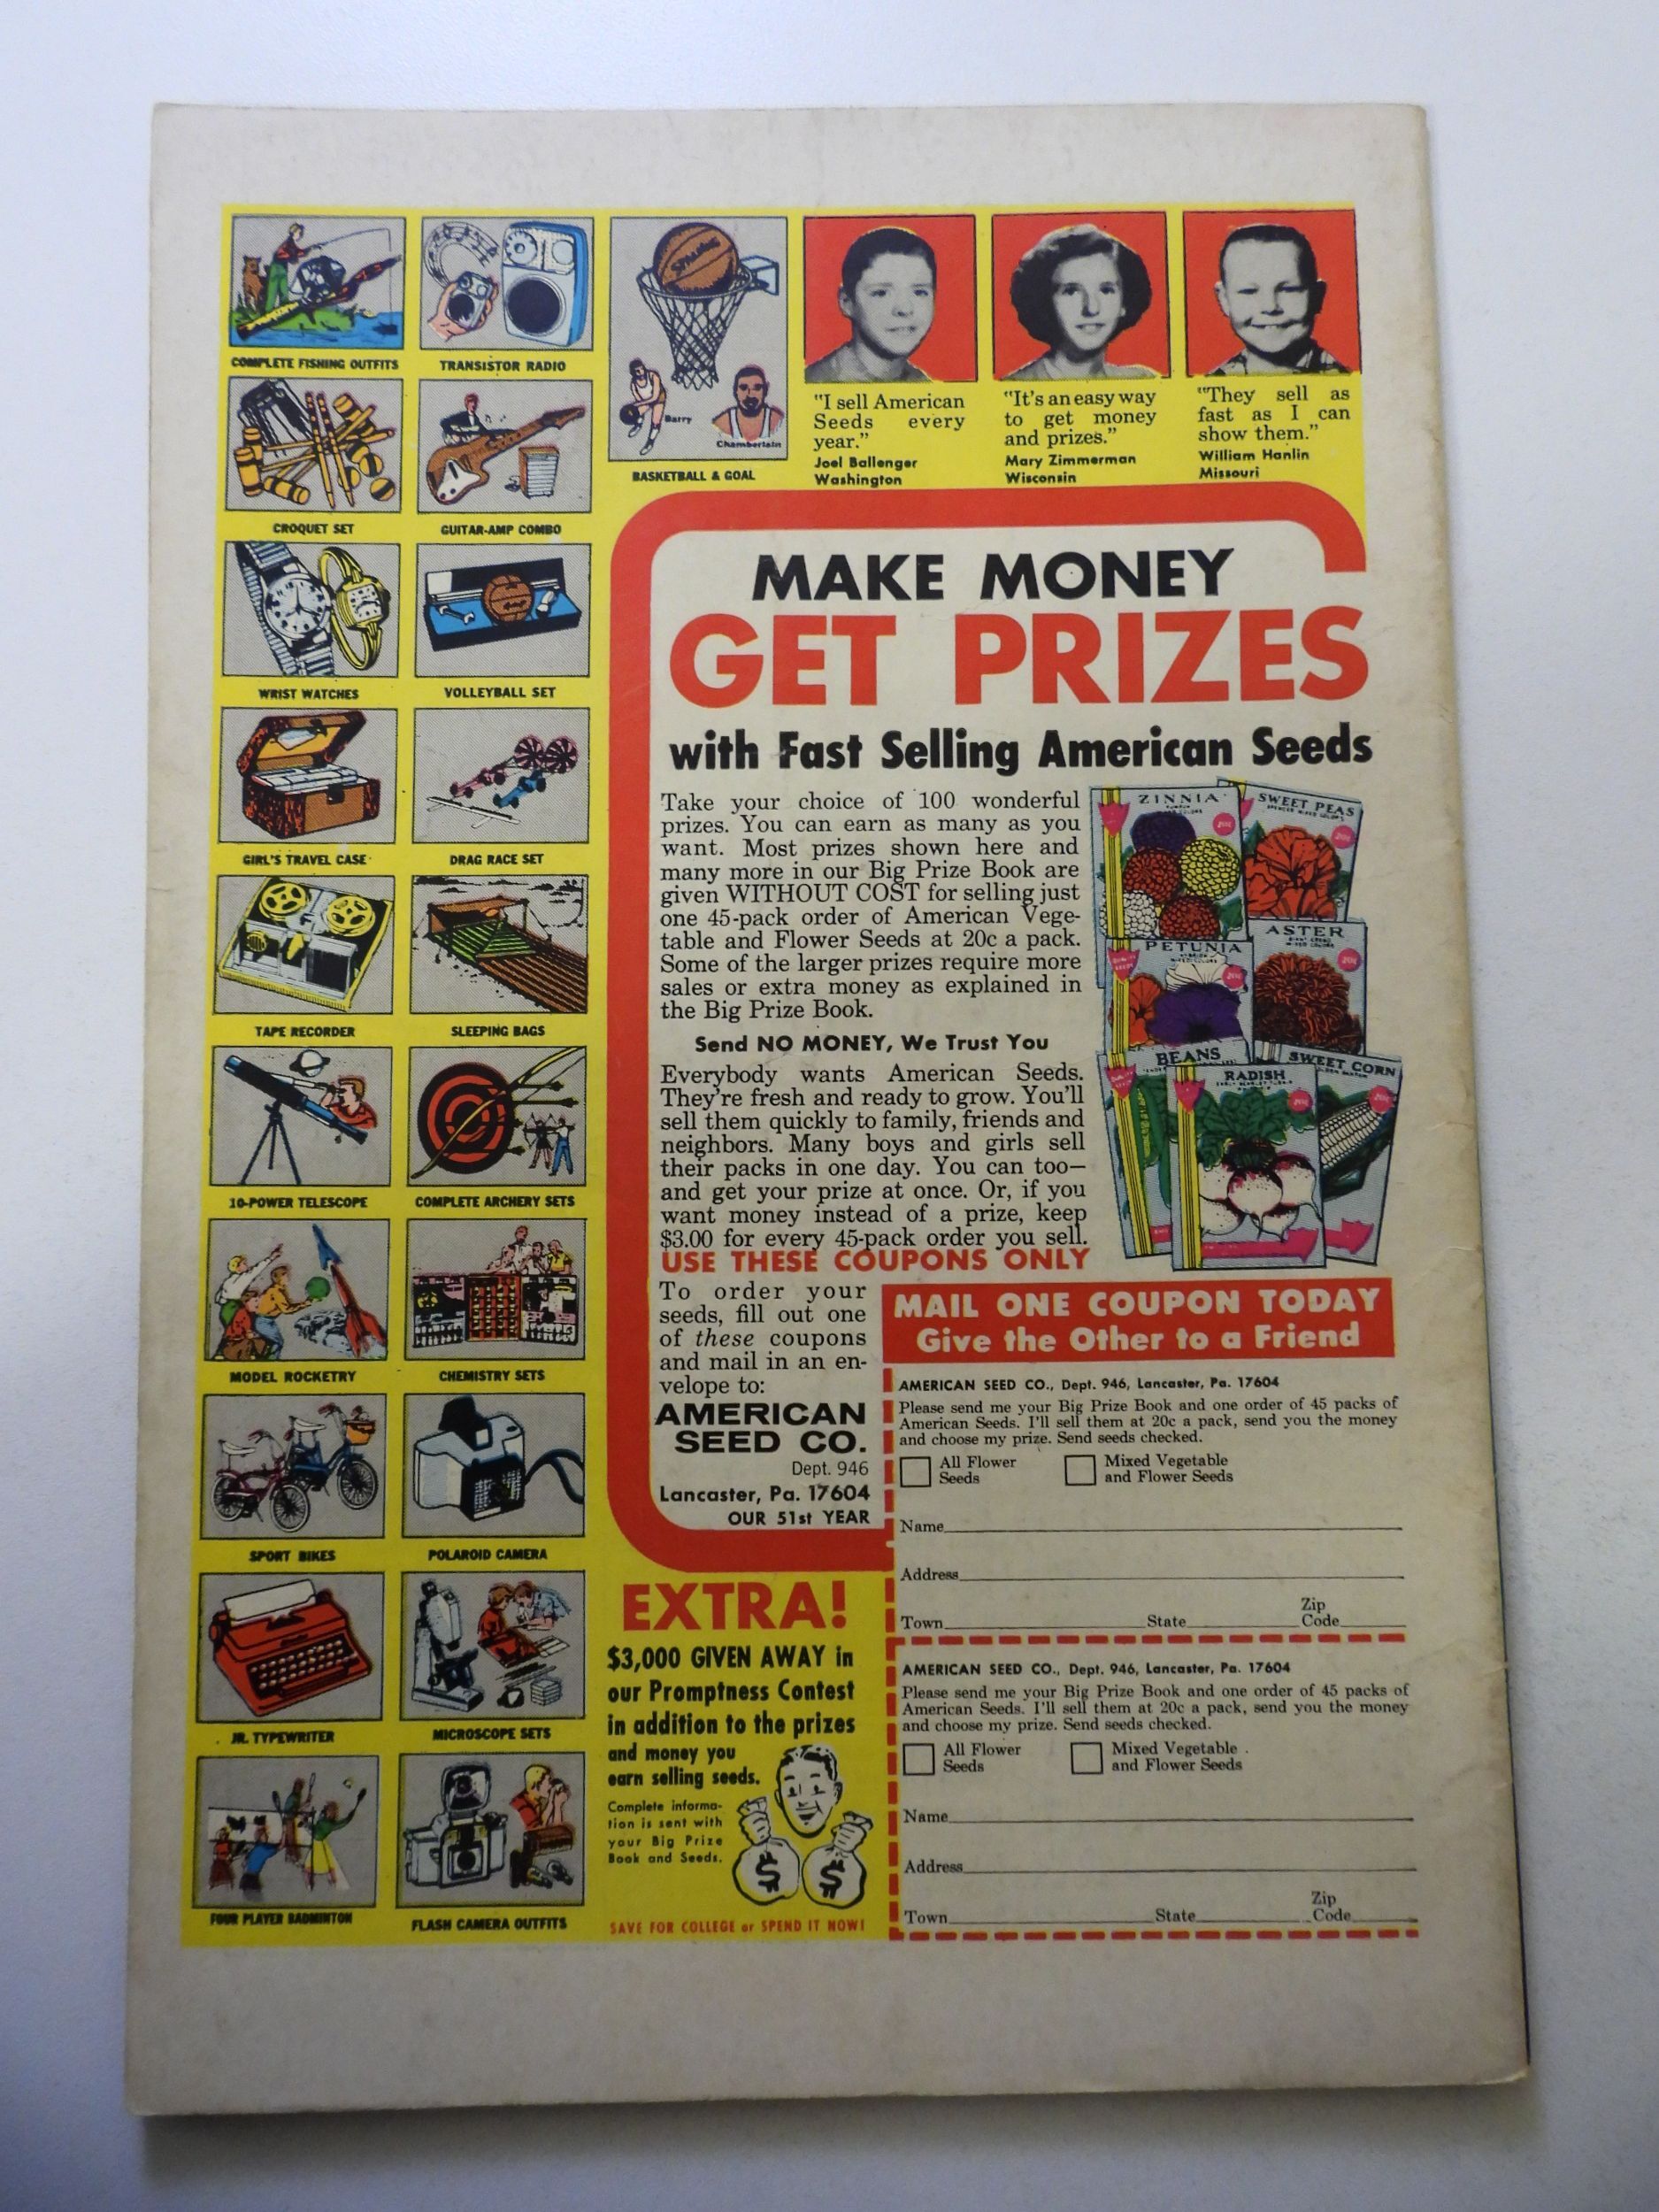 COMPLETE FISHING OUTFITS
TRANSISTOR RADIO
CROQUET SET
GUITAR-AMP COMBO
WRIST WATCHES
VOLLEYBALL SET
GIRL'S TRAVEL CASE
DRAG RACE SET
TAPE RECORDER
SLEEPING BAGS
10-POWER TELESCOPE
COMPLETE ARCHERY SETS
MODEL ROCKETRY
CHEMISTRY SETS
SPORT BIKES
POLAROID CAMERA
JR. TYPEWRITER
MICROSCOPE SETS
FOUR PLAYER BADMINTON
FLASH CAMERA OUTFITS
SPALDING
Barry
Chamberlain
BASKETBALL & GOAL
"I sell American
Seeds every
year."
Joel Ballenger
Washington
"It's an easy way
to get money
and prizes."
Mary Zimmerman
Wisconsin
"They sell as
fast as I can
show them."
William Hanlin
Missouri
MAKE MONEY
GET PRIZES
with Fast Selling American Seeds
Take your choice of 100 wonderful
prizes. You can earn as many as you
want. Most prizes shown here and
many more in our Big Prize Book are
given WITHOUT COST for selling just
one 45-pack order of American Vege-
table and Flower Seeds at 20c a pack.
Some of the larger prizes require more
sales or extra money as explained in
the Big Prize Book.
Send NO MONEY, We Trust You
Everybody wants American Seeds.
They're fresh and ready to grow. You'll
sell them quickly to family, friends and
neighbors. Many boys and girls sell
their packs in one day. You can too—
and get your prize at once. Or, if you
want money instead of a prize, keep
$3.00 for every 45-pack order you sell.
USE THESE COUPONS ONLY
ZINNIA
20c
SWEET PEAS
20c
PETUNIA
20c
ASTER
20c
BEANS
RADISH
20c
SWEET CORN
20c
To order your
seeds, fill out one
of these coupons
and mail in an en-
velope to:
AMERICAN
SEED CO.
Dept. 946
Lancaster, Pa. 17604
OUR 51st YEAR
MAIL ONE COUPON TODAY
Give the Other to a Friend
AMERICAN SEED CO., Dept. 946, Lancaster, Pa. 17604
Please send me your Big Prize Book and one order of 45 packs of
American Seeds. I'll sell them at 20c a pack, send you the money
and choose my prize. Send seeds checked.
All Flower
Seeds
Mixed Vegetable
and Flower Seeds
Name
Address
Town State Zip
Code
AMERICAN SEED CO., Dept. 946, Lancaster, Pa. 17604
Please send me your Big Prize Book and one order of 45 packs of
American Seeds. I'll sell them at 20c a pack, send you the money
and choose my prize. Send seeds checked.
All Flower
Seeds
Mixed Vegetable
and Flower Seeds
Name
Address
Town State Zip
Code
EXTRA!
$3,000 GIVEN AWAY in
our Promptness Contest
in addition to the prizes
and money you
earn selling seeds.
Complete informa-
tion is sent with
your Big Prize
Book and Seeds.
$ $
SAVE FOR COLLEGE or SPEND IT NOW!